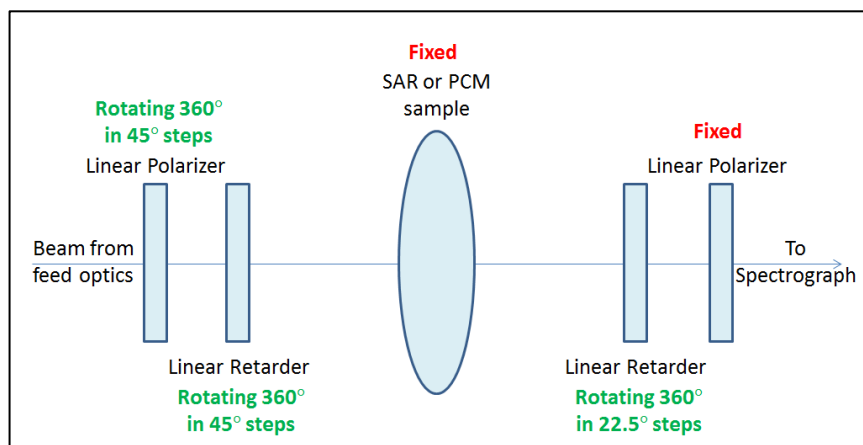 Fixed
SAR or PCM
sample
Rotating 360°
in 45° steps
Linear Polarizer
Fixed
Linear Polarizer
Beam from
feed optics
To
Spectrograph
Linear Retarder
Rotating 360°
in 45° steps
Linear Retarder
Rotating 360°
in 22.5° steps